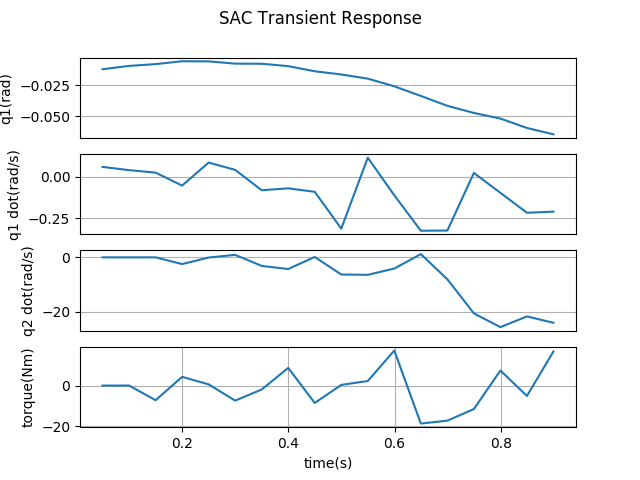 SAC Transient Response
q1(rad)
−0.025
−0.050
q1 dot(rad/s)
0.00
−0.25
q2 dot(rad/s)
0
−20
torque(Nm)
0
−20
0.2 0.4 0.6 0.8
time(s)